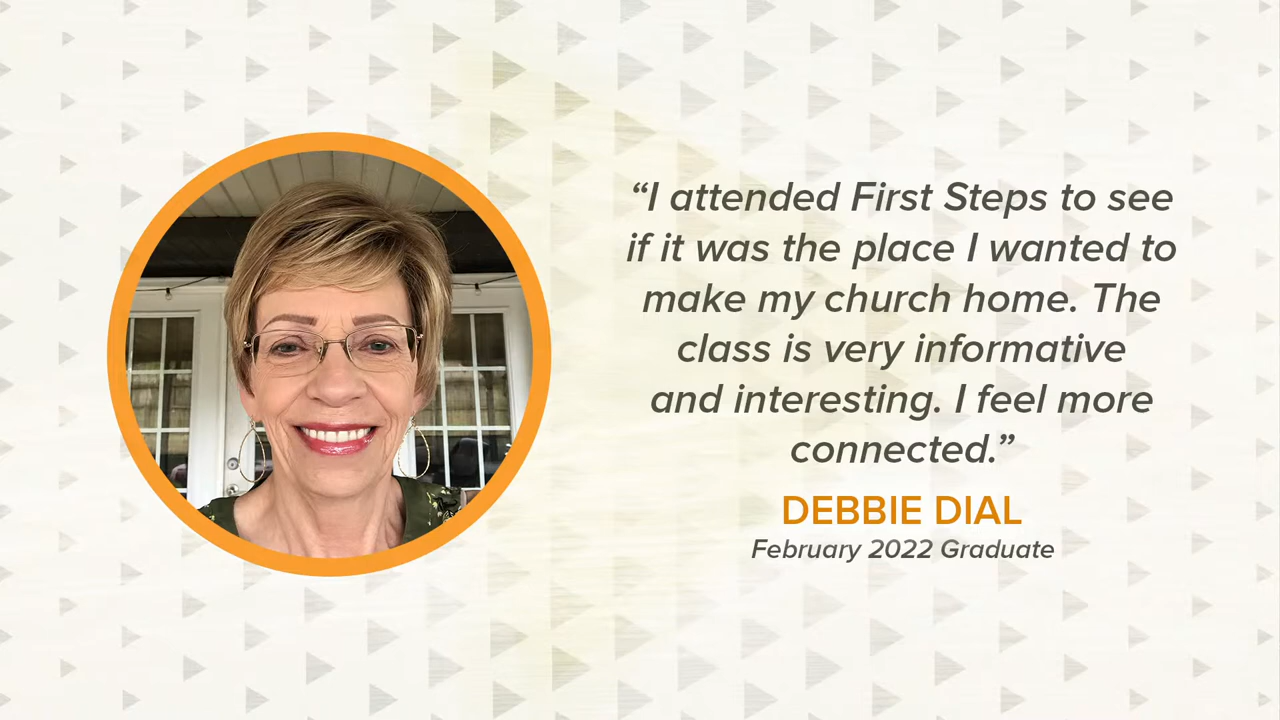 “I attended First Steps to see
if it was the place I wanted to
make my church home. The
class is very informative
and interesting. I feel more
connected.”
DEBBIE DIAL
February 2022 Graduate